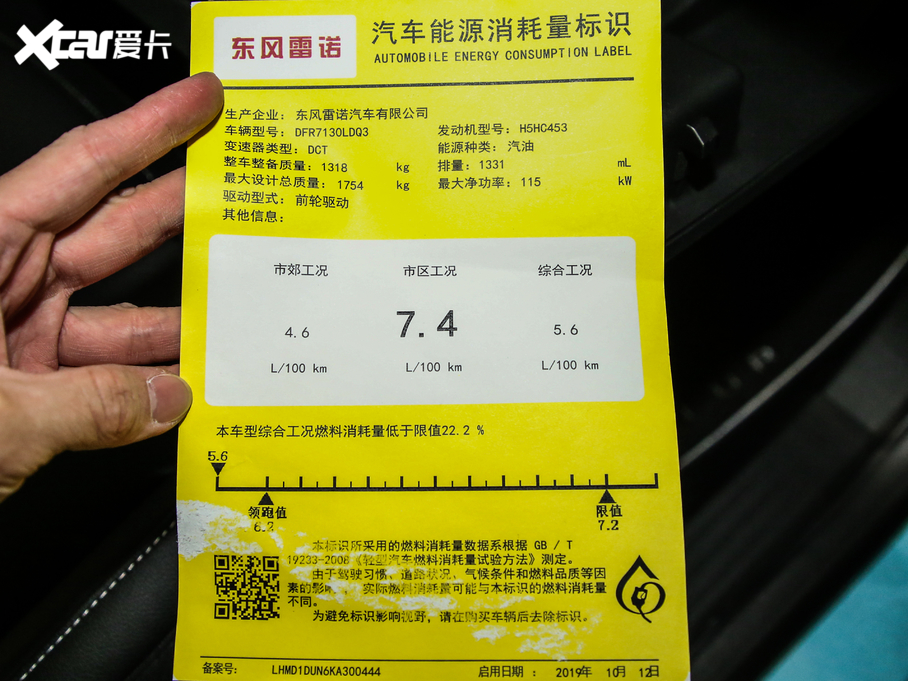 Xcar爱卡
东风雷诺
汽车能源消耗量标识
AUTOMOBILE ENERGY CONSUMPTION LABEL
生产企业: 东风雷诺汽车有限公司
车辆型号: DFR7130LDQ3 发动机型号: H5HC453
变速器类型: DCT 能源种类: 汽油
整车整备质量: 1318 kg 排量: 1331 mL
最大设计总质量: 1754 kg 最大净功率: 115 kW
驱动型式: 前轮驱动
其他信息:
市郊工况 市区工况 综合工况
4.6 7.4 5.6
L/100 km L/100 km L/100 km
本车型综合工况燃料消耗量低于限值22.2 %
5.6
领跑值 限值
6.2 7.2
本标识所采用的燃料消耗量数据系根据 GB / T
19233-2008《轻型汽车燃料消耗量试验方法》测定。
由于驾驶习惯、道路状况、气候条件和燃料品质等因
素的影响，实际燃料消耗量可能与本标识的燃料消耗量
不同。
为避免标识影响视野，请在购买车辆后去除标识。
备案号: LHMD1DUN6KA300444 启用日期 : 2019年 10月 12日